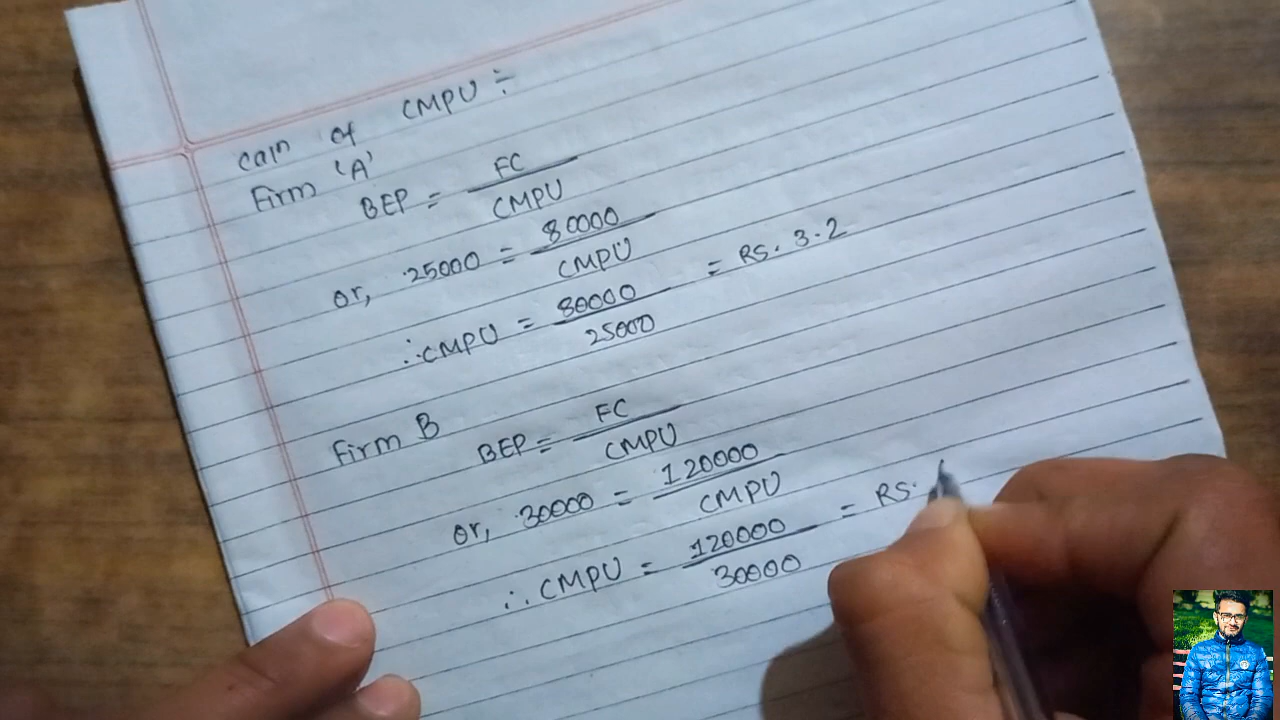 caln of CMPU ÷
Firm 'A'
BEP = FC / CMPU
or, 25000 = 80000 / CMPU
∴ CMPU = 80000 / 25000 = RS. 3.2
Firm B
BEP = FC / CMPU
or, 30000 = 120000 / CMPU
∴ CMPU = 120000 / 30000 = RS.